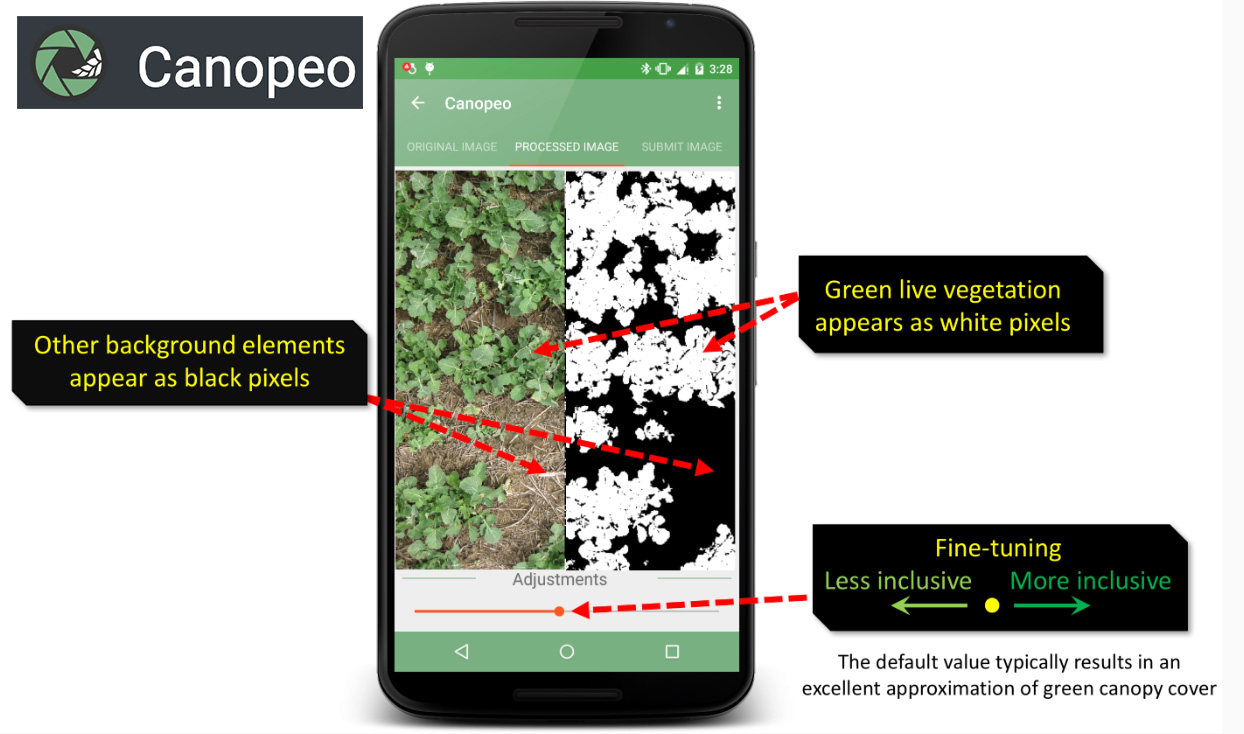 Canopeo
3:28
Canopeo
ORIGINAL IMAGE PROCESSED IMAGE SUBMIT IMAGE
Green live vegetation
appears as white pixels
Other background elements
appear as black pixels
Adjustments
Fine-tuning
Less inclusive More inclusive
The default value typically results in an
excellent approximation of green canopy cover